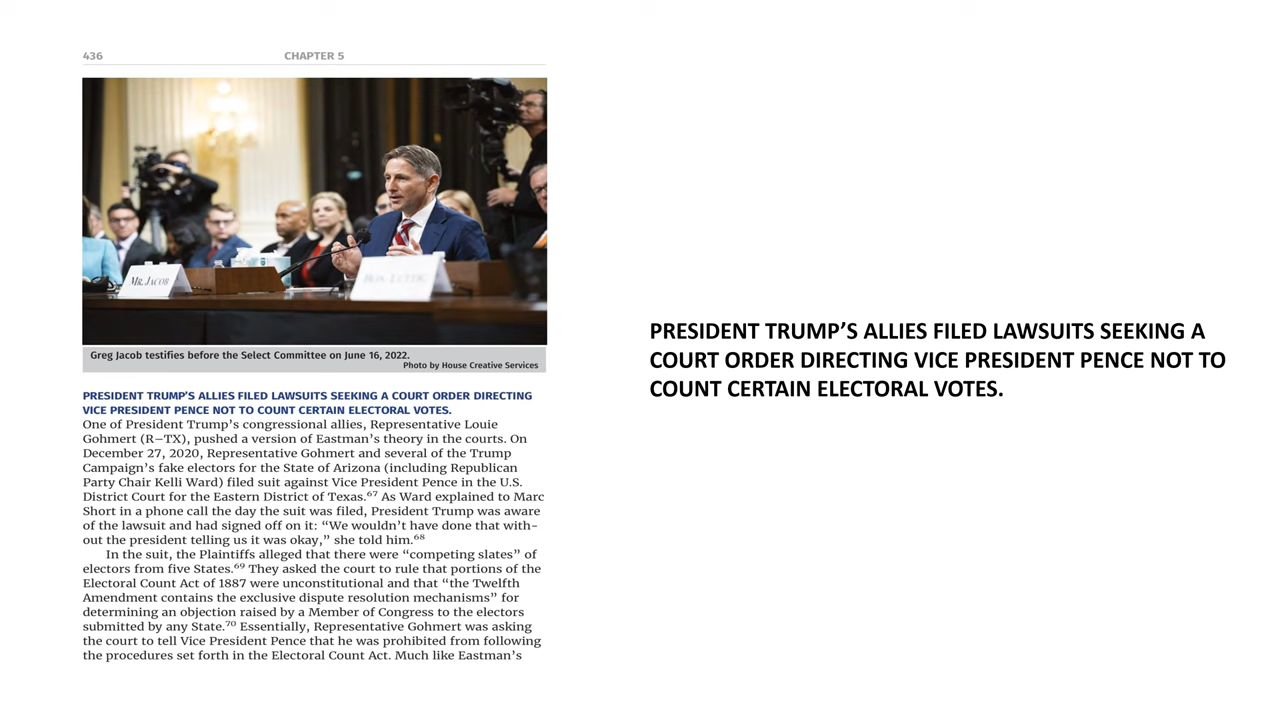 436 CHAPTER 5
MR. JACOB
Greg Jacob testifies before the Select Committee on June 16, 2022.
Photo by House Creative Services
PRESIDENT TRUMP’S ALLIES FILED LAWSUITS SEEKING A COURT ORDER DIRECTING
VICE PRESIDENT PENCE NOT TO COUNT CERTAIN ELECTORAL VOTES.
One of President Trump’s congressional allies, Representative Louie
Gohmert (R–TX), pushed a version of Eastman’s theory in the courts. On
December 27, 2020, Representative Gohmert and several of the Trump
Campaign’s fake electors for the State of Arizona (including Republican
Party Chair Kelli Ward) filed suit against Vice President Pence in the U.S.
District Court for the Eastern District of Texas.⁶⁷ As Ward explained to Marc
Short in a phone call the day the suit was filed, President Trump was aware
of the lawsuit and had signed off on it: “We wouldn’t have done that with-
out the president telling us it was okay,” she told him.⁶⁸
In the suit, the Plaintiffs alleged that there were “competing slates” of
electors from five States.⁶⁹ They asked the court to rule that portions of the
Electoral Count Act of 1887 were unconstitutional and that “the Twelfth
Amendment contains the exclusive dispute resolution mechanisms” for
determining an objection raised by a Member of Congress to the electors
submitted by any State.⁷⁰ Essentially, Representative Gohmert was asking
the court to tell Vice President Pence that he was prohibited from following
the procedures set forth in the Electoral Count Act. Much like Eastman’s
PRESIDENT TRUMP’S ALLIES FILED LAWSUITS SEEKING A
COURT ORDER DIRECTING VICE PRESIDENT PENCE NOT TO
COUNT CERTAIN ELECTORAL VOTES.